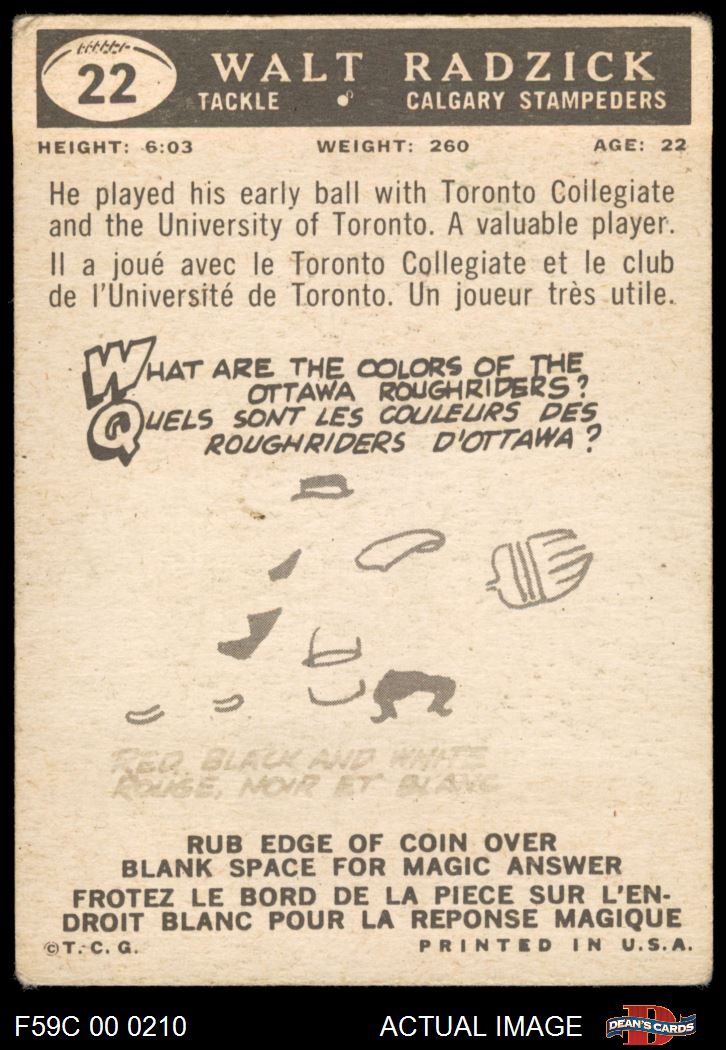 22
WALT RADZICK
TACKLE CALGARY STAMPEDERS
HEIGHT: 6:03 WEIGHT: 260 AGE: 22
He played his early ball with Toronto Collegiate
and the University of Toronto. A valuable player.
Il a joué avec le Toronto Collegiate et le club
de l'Université de Toronto. Un joueur très utile.
WHAT ARE THE COLORS OF THE
OTTAWA ROUGHRIDERS?
QUELS SONT LES COULEURS DES
ROUGHRIDERS D'OTTAWA?
RED, BLACK AND WHITE
ROUGE, NOIR ET BLANC
RUB EDGE OF COIN OVER
BLANK SPACE FOR MAGIC ANSWER
FROTEZ LE BORD DE LA PIECE SUR L'EN-
DROIT BLANC POUR LA REPONSE MAGIQUE
©T.C.G. PRINTED IN U.S.A.
F59C 00 0210 ACTUAL IMAGE DEAN'S CARDS